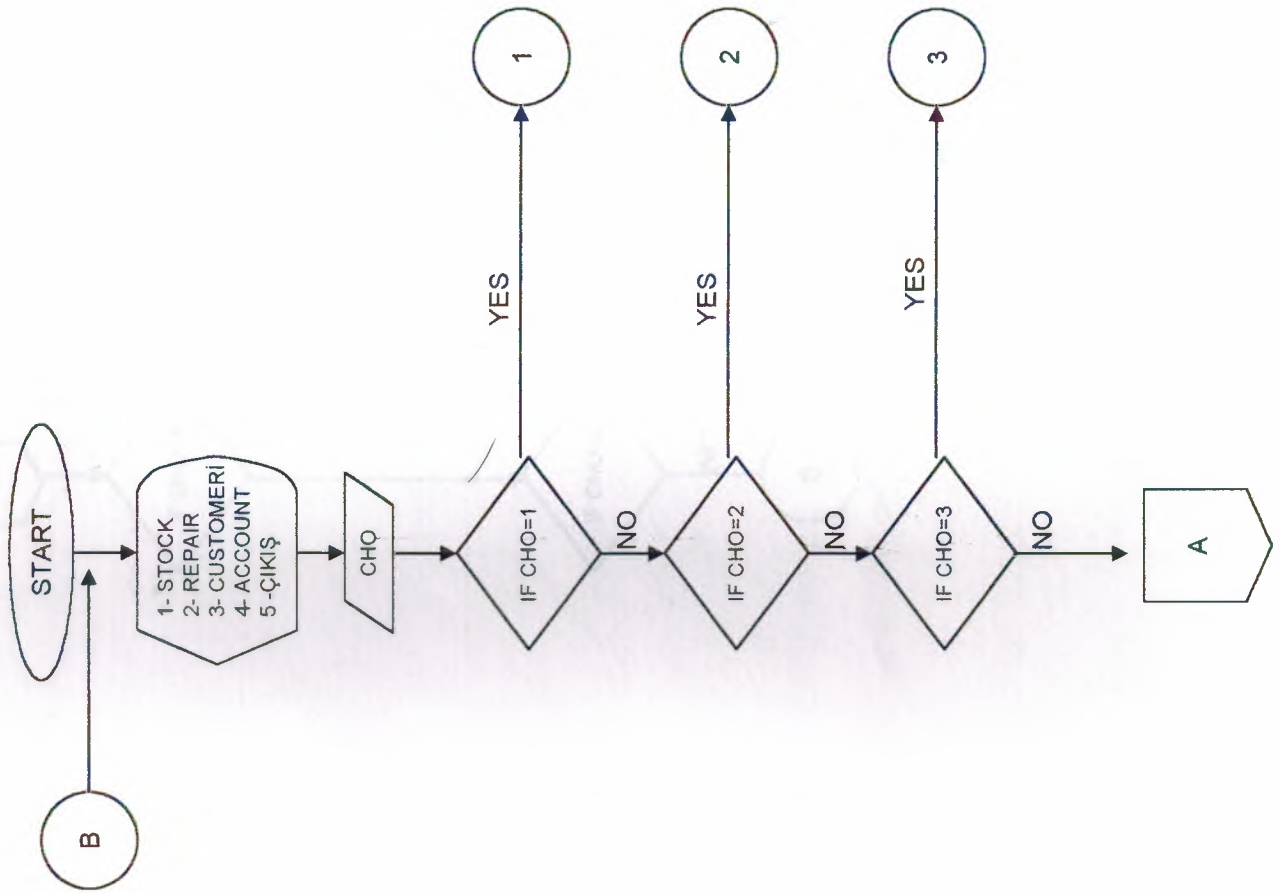 START
B
1- STOCK
2- REPAIR
3- CUSTOMERİ
4- ACCOUNT
5 -ÇIKIŞ
CHO
IF CHO=1
YES
1
NO
IF CHO=2
YES
2
NO
IF CHO=3
YES
3
NO
A